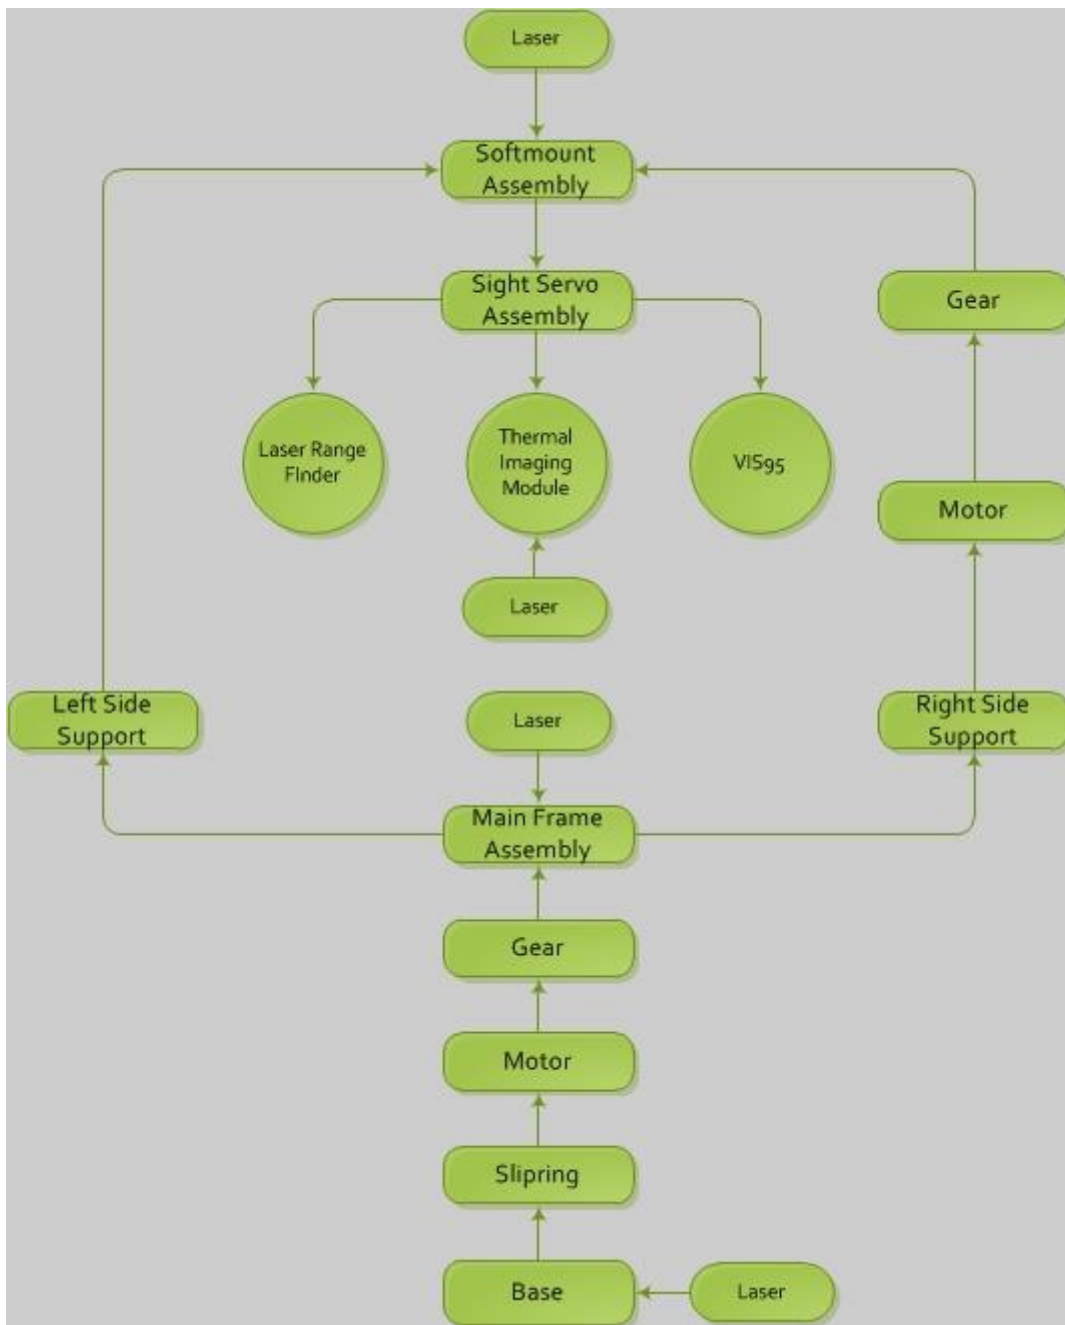 Laser
Softmount
Assembly
Sight Servo
Assembly
Gear
Laser Range
FInder
Thermal
Imaging
Module
VIS95
Motor
Laser
Left Side
Support
Laser
Right Side
Support
Main Frame
Assembly
Gear
Motor
Slipring
Base
Laser